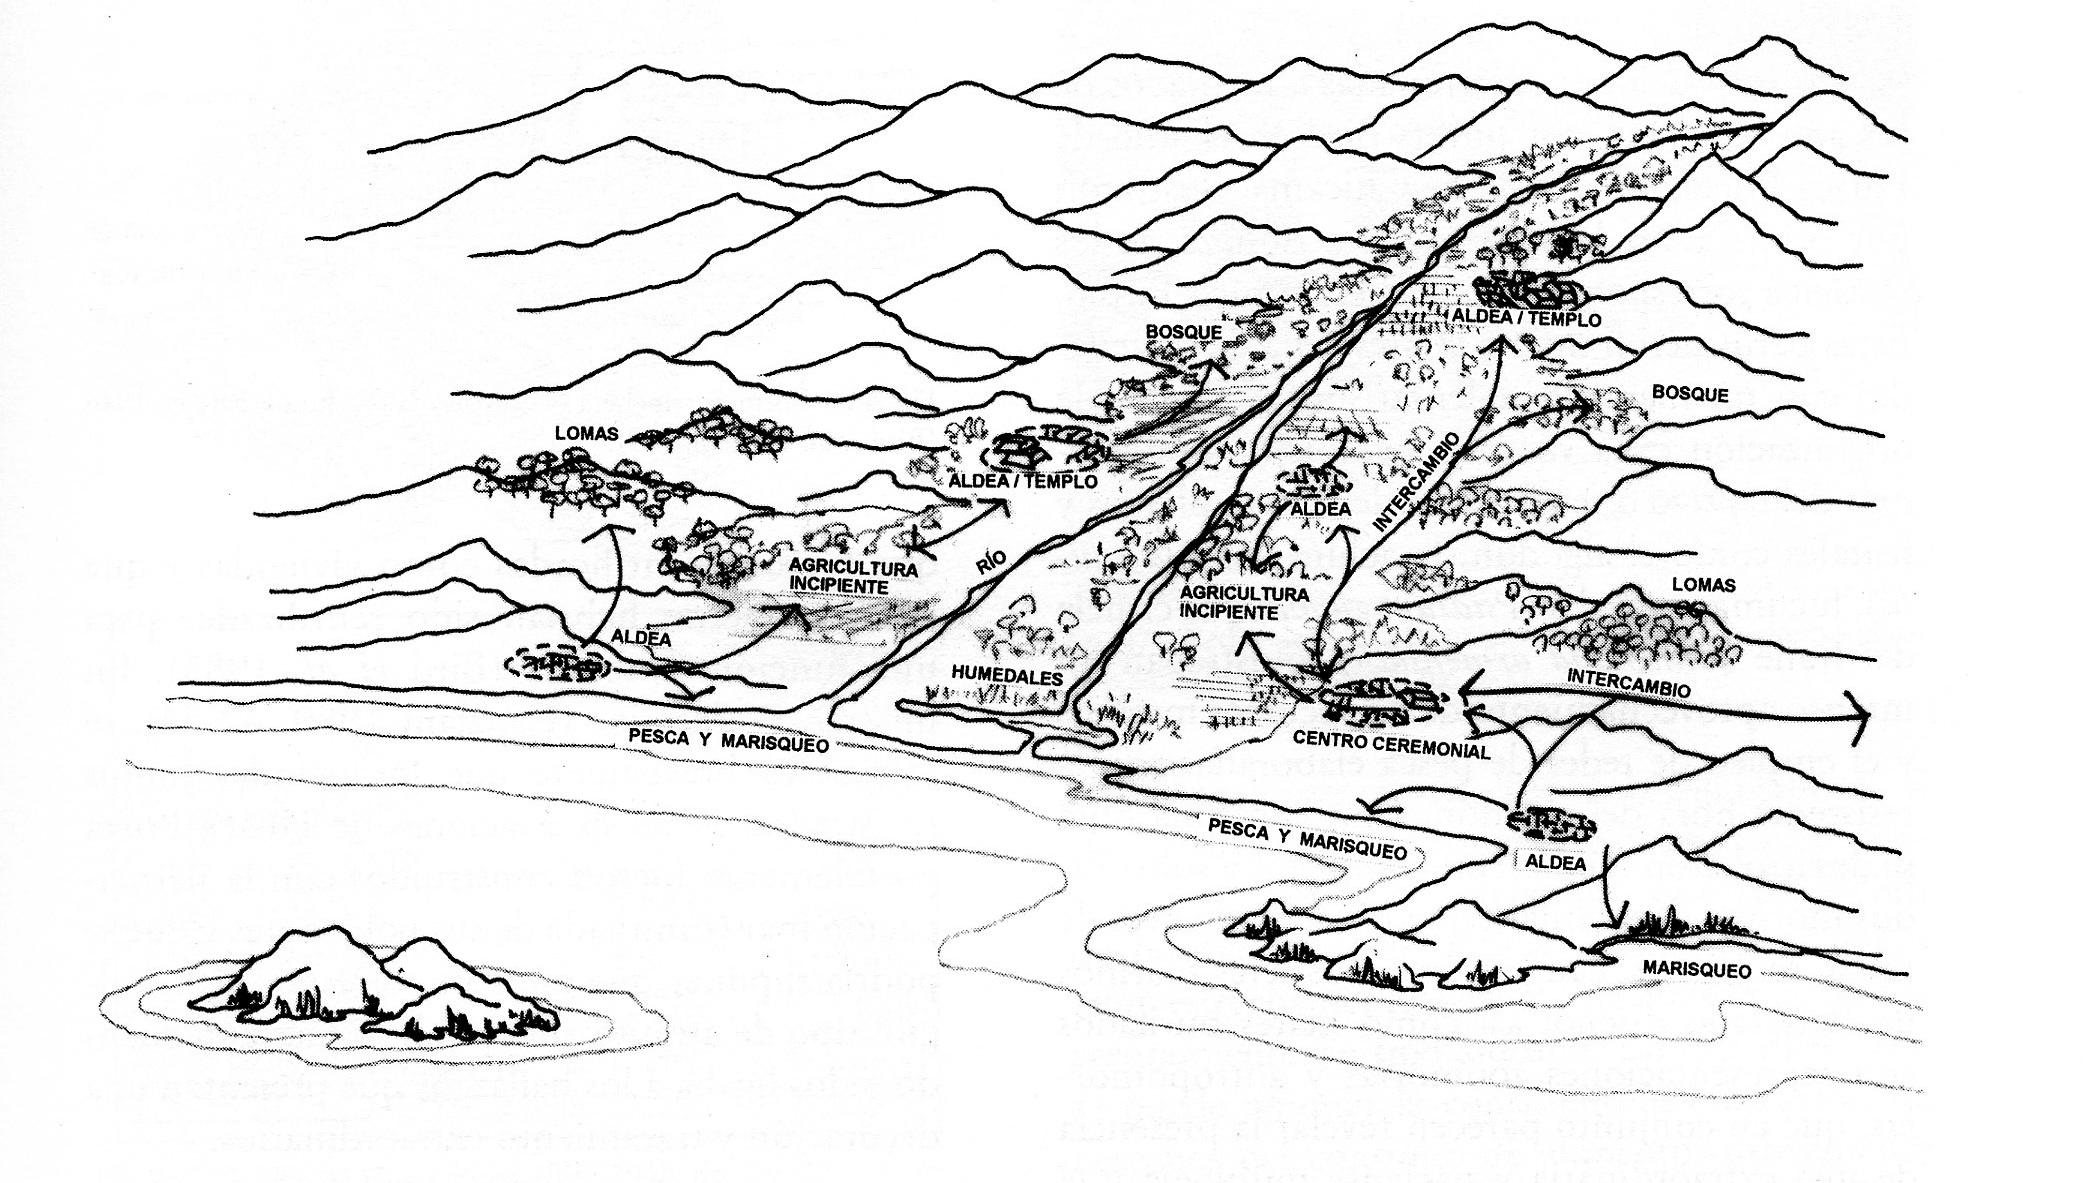 BOSQUE
ALDEA / TEMPLO
BOSQUE
LOMAS
ALDEA / TEMPLO
INTERCAMBIO
ALDEA
AGRICULTURA
INCIPIENTE
RÍO
AGRICULTURA
INCIPIENTE
LOMAS
ALDEA
HUMEDALES
INTERCAMBIO
PESCA Y MARISQUEO
CENTRO CEREMONIAL
PESCA Y MARISQUEO
ALDEA
MARISQUEO